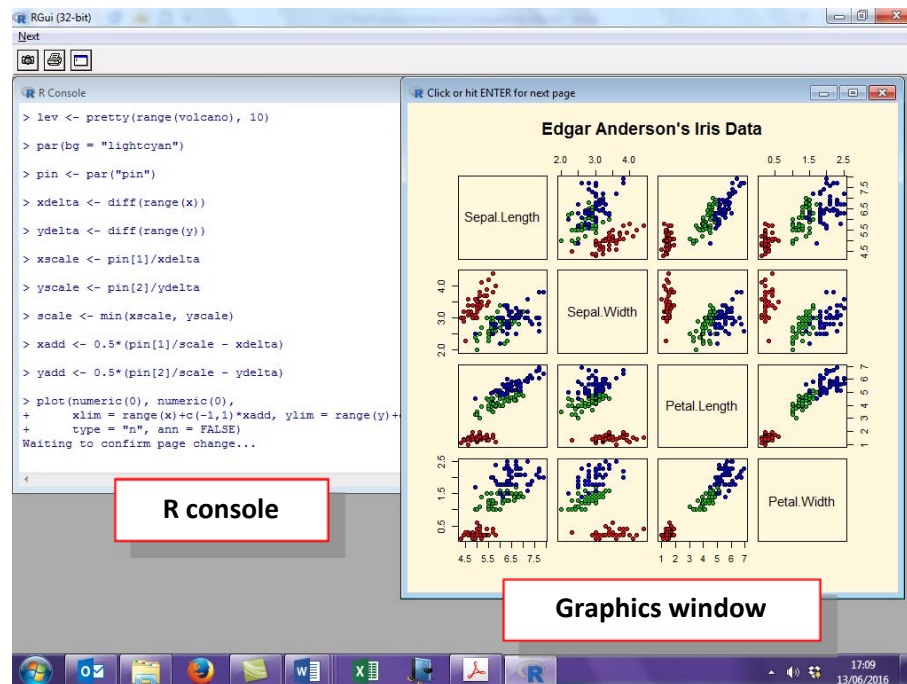 RGui (32-bit)
Next
R Console
> lev <- pretty(range(volcano), 10)
> par(bg = "lightcyan")
> pin <- par("pin")
> xdelta <- diff(range(x))
> ydelta <- diff(range(y))
> xscale <- pin[1]/xdelta
> yscale <- pin[2]/ydelta
> scale <- min(xscale, yscale)
> xadd <- 0.5*(pin[1]/scale - xdelta)
> yadd <- 0.5*(pin[2]/scale - ydelta)
> plot(numeric(0), numeric(0),
+ xlim = range(x)+c(-1,1)*xadd, ylim = range(y)+
+ type = "n", ann = FALSE)
Waiting to confirm page change...
R console
Click or hit ENTER for next page
Edgar Anderson's Iris Data
2.0 3.0 4.0
0.5 1.5 2.5
Sepal.Length
4.5 5.5 6.5 7.5
2.0 3.0 4.0
Sepal.Width
Petal.Length
1 2 3 4 5 6 7
0.5 1.5 2.5
Petal.Width
4.5 5.5 6.5 7.5
1 2 3 4 5 6 7
Graphics window
17:09
13/06/2016